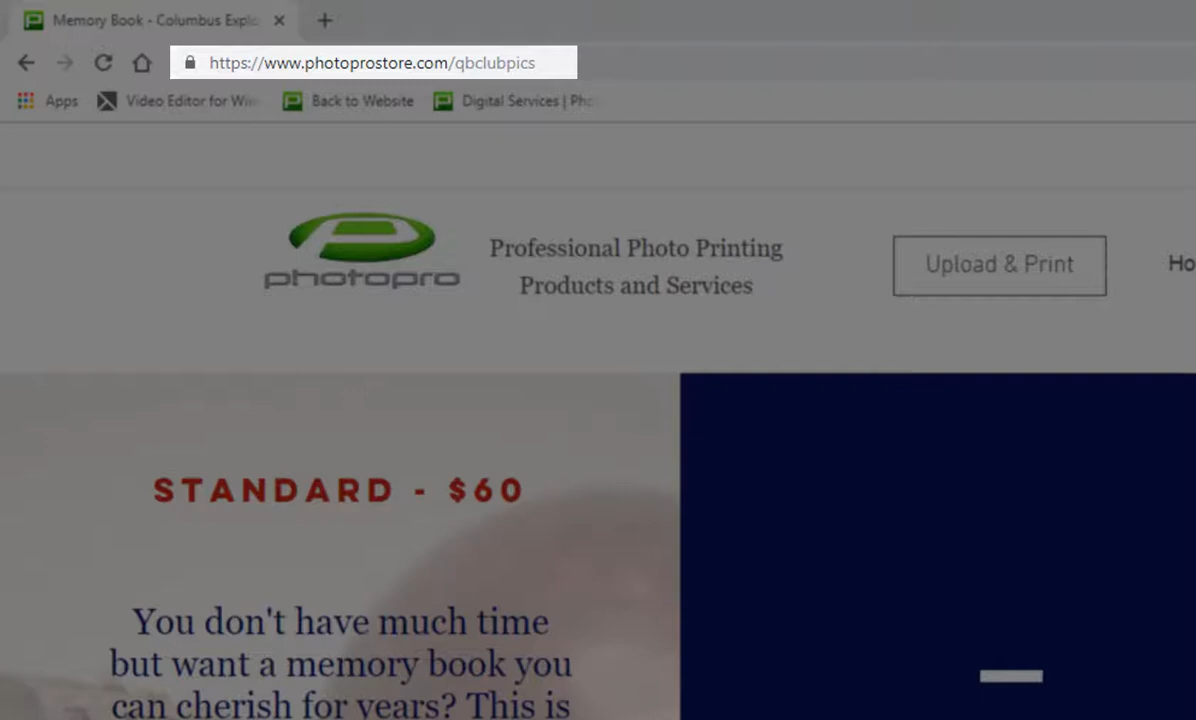 Memory Book - Columbus Explo
https://www.photoprostore.com/qbclubpics
Apps Video Editor for Win Back to Website Digital Services | Pho
photopro
Professional Photo Printing
Products and Services
Upload & Print
Ho
STANDARD - $60
You don't have much time
but want a memory book you
can cherish for years? This is